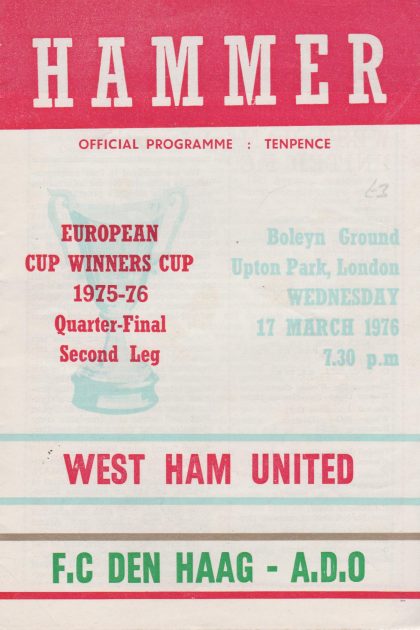 HAMMER
OFFICIAL PROGRAMME : TENPENCE
£3
EUROPEAN
CUP WINNERS CUP
1975-76
Quarter-Final
Second Leg
Boleyn Ground
Upton Park, London
WEDNESDAY
17 MARCH 1976
7.30 p.m
WEST HAM UNITED
F.C DEN HAAG - A.D.O